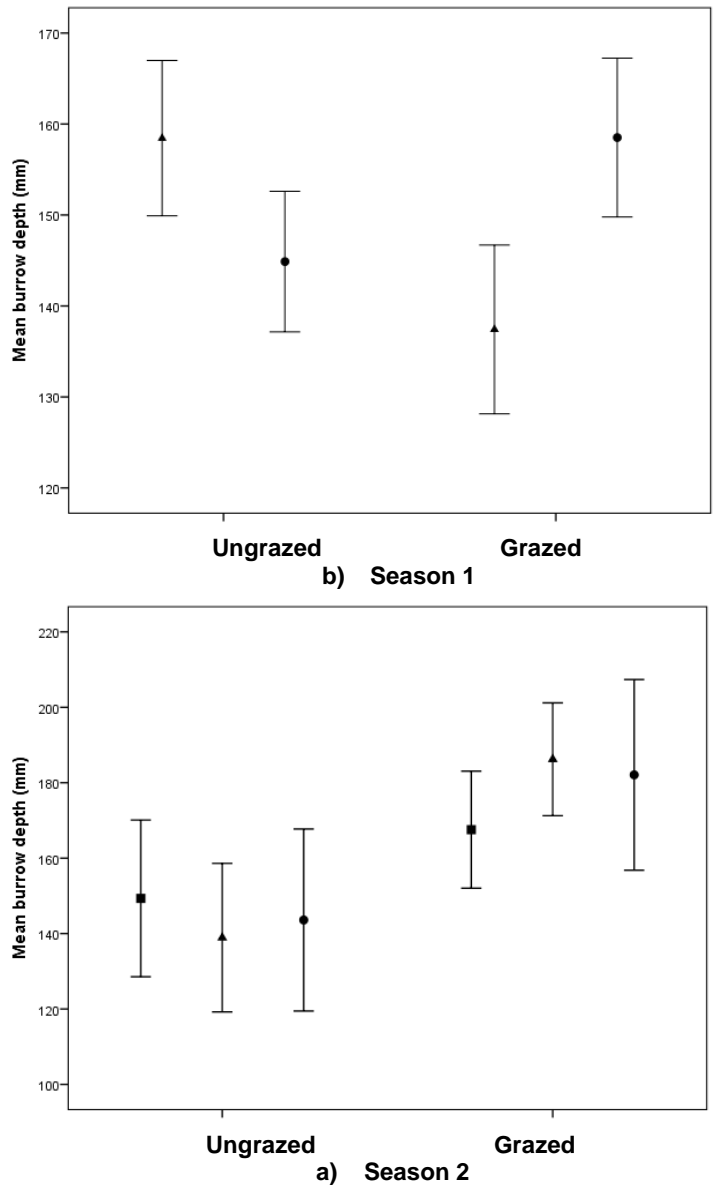 170
160
150
140
130
120
Mean burrow depth (mm)
Ungrazed Grazed
b) Season 1
220
200
180
160
140
120
100
Mean burrow depth (mm)
Ungrazed Grazed
a) Season 2